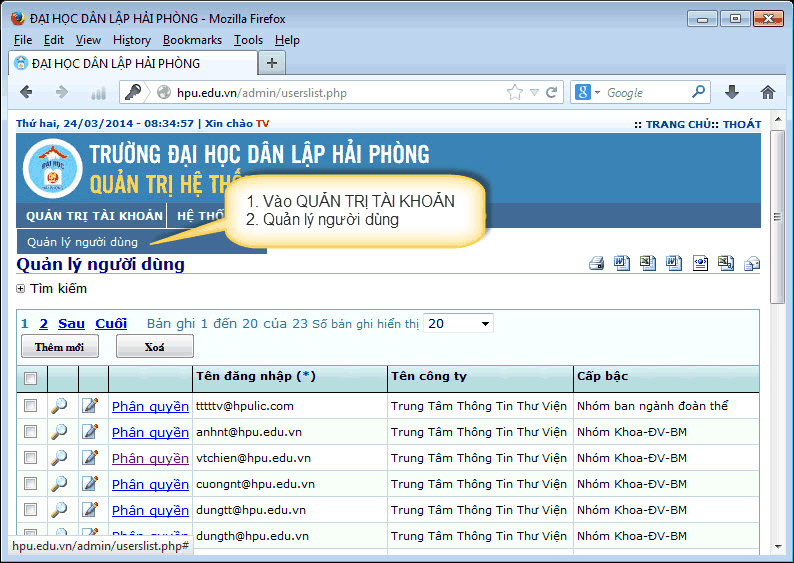 ĐẠI HỌC DÂN LẬP HẢI PHÒNG - Mozilla Firefox
File Edit View History Bookmarks Tools Help
ĐẠI HỌC DÂN LẬP HẢI PHÒNG
hpu.edu.vn/admin/userslist.php Google
Thứ hai, 24/03/2014 - 08:34:57 | Xin chào TV :: TRANG CHỦ:: THOÁT
ĐẠI HỌC
TRƯỜNG ĐẠI HỌC DÂN LẬP HẢI PHÒNG
QUẢN TRỊ HỆ
1. Vào QUẢN TRỊ TÀI KHOẢN
2. Quản lý người dùng
QUẢN TRỊ TÀI KHOẢN HỆ THỐ
Quản lý người dùng
Quản lý người dùng
Tìm kiếm
1 2 Sau Cuối Bản ghi 1 đến 20 của 23 Số bản ghi hiển thị 20
Thêm mới Xoá
Tên đăng nhập (*) Tên công ty Cấp bậc
Phân quyền tttttv@hpulic.com Trung Tâm Thông Tin Thư Viện Nhóm ban ngành đoàn thể
Phân quyền anhnt@hpu.edu.vn Trung Tâm Thông Tin Thư Viện Nhóm Khoa-ĐV-BM
Phân quyền vtchien@hpu.edu.vn Trung Tâm Thông Tin Thư Viện Nhóm Khoa-ĐV-BM
Phân quyền cuongnt@hpu.edu.vn Trung Tâm Thông Tin Thư Viện Nhóm Khoa-ĐV-BM
Phân quyền dungtt@hpu.edu.vn Trung Tâm Thông Tin Thư Viện Nhóm Khoa-ĐV-BM
Phân quyền dungth@hpu.edu.vn Trung Tâm Thông Tin Thư Viện Nhóm Khoa-ĐV-BM
hpu.edu.vn/admin/userslist.php#